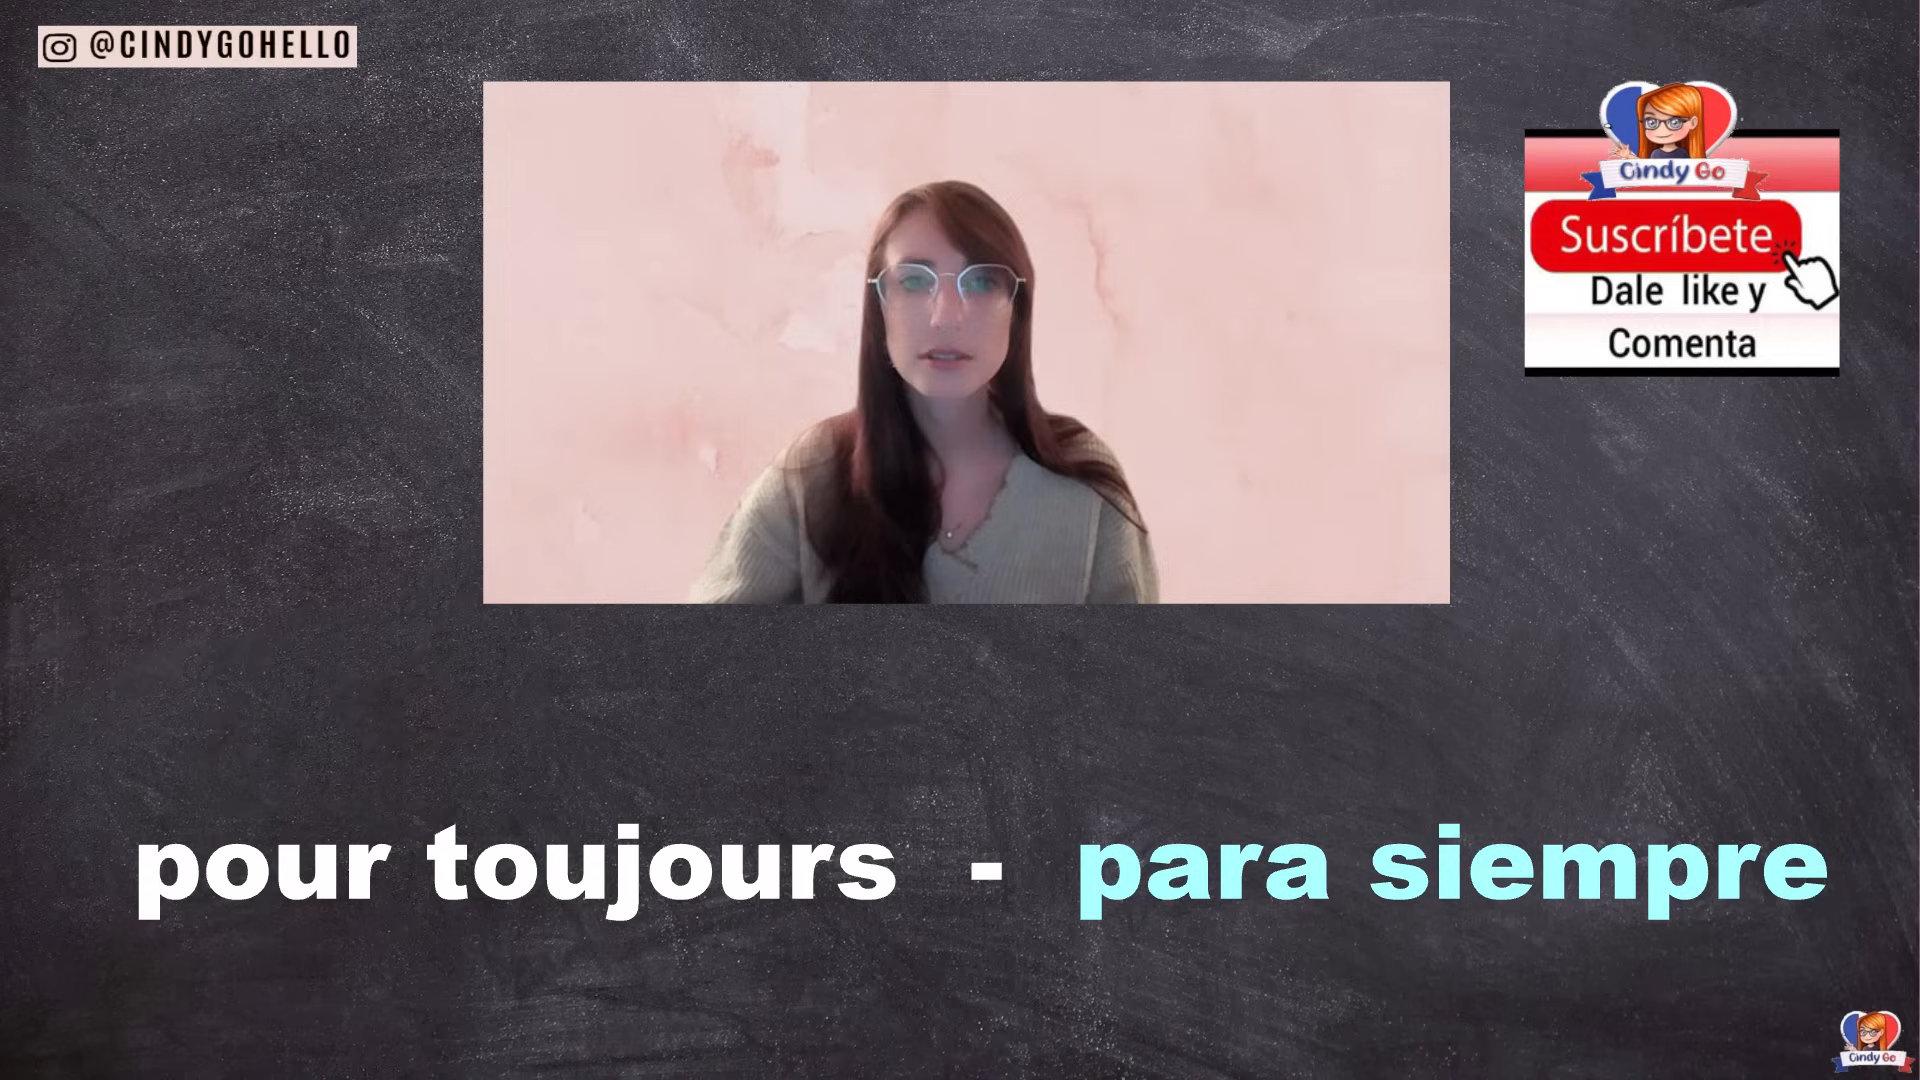 @CINDYGOHELLO
Cindy Go
Suscríbete
Dale like y
Comenta
pour toujours - para siempre
Cindy Go